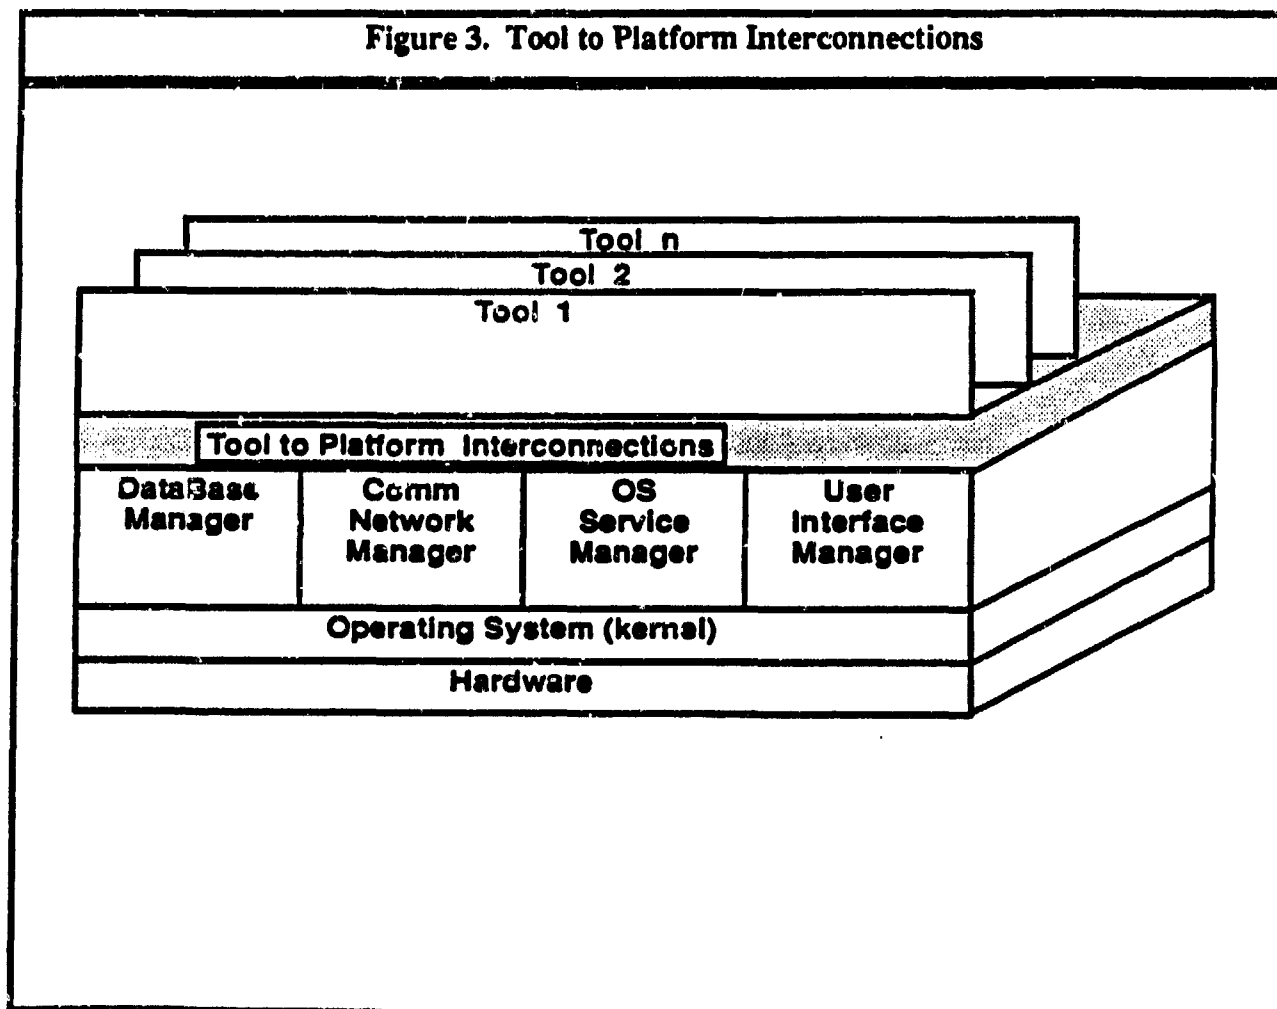 Figure 3. Tool to Platform Interconnections
Tool n
Tool 2
Tool 1
Tool to Platform Interconnections
DataBase
Manager
Comm
Network
Manager
OS
Service
Manager
User
Interface
Manager
Operating System (kernel)
Hardware